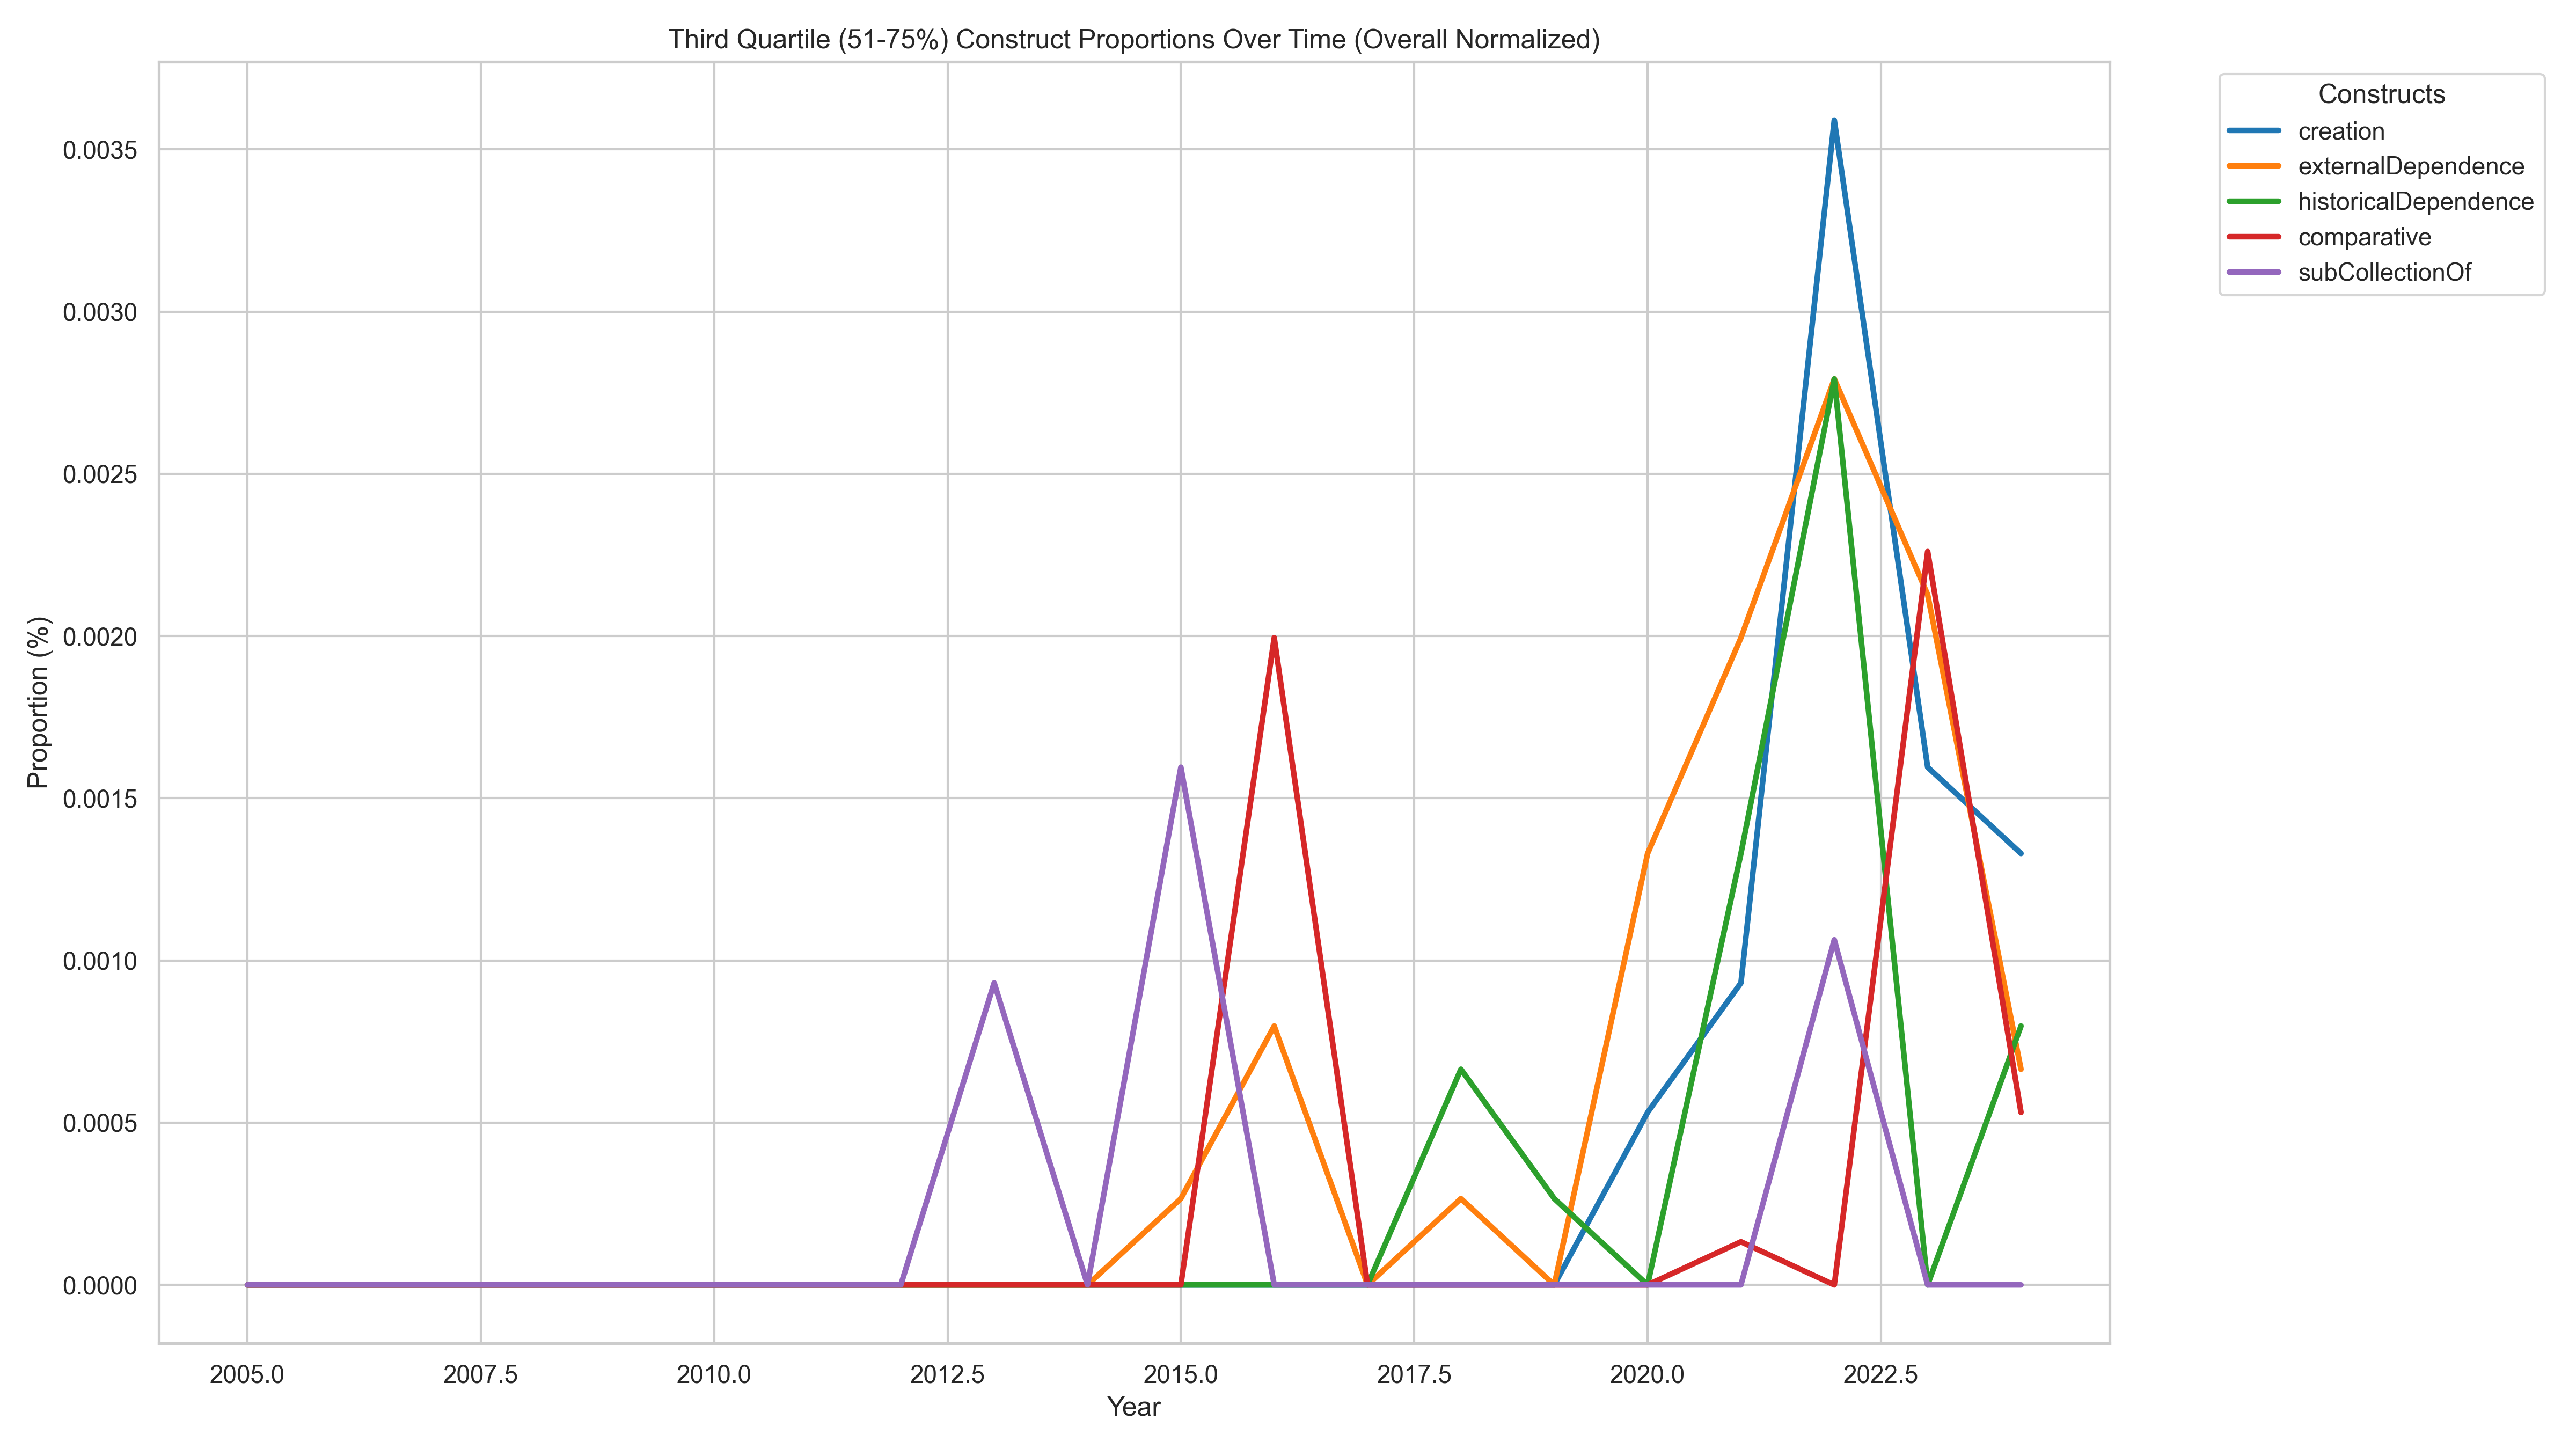 Third Quartile (51-75%) Construct Proportions Over Time (Overall Normalized)
Constructs
creation
externalDependence
historicalDependence
comparative
subCollectionOf
Proportion (%)
0.0035
0.0030
0.0025
0.0020
0.0015
0.0010
0.0005
0.0000
2005.0 2007.5 2010.0 2012.5 2015.0 2017.5 2020.0 2022.5
Year